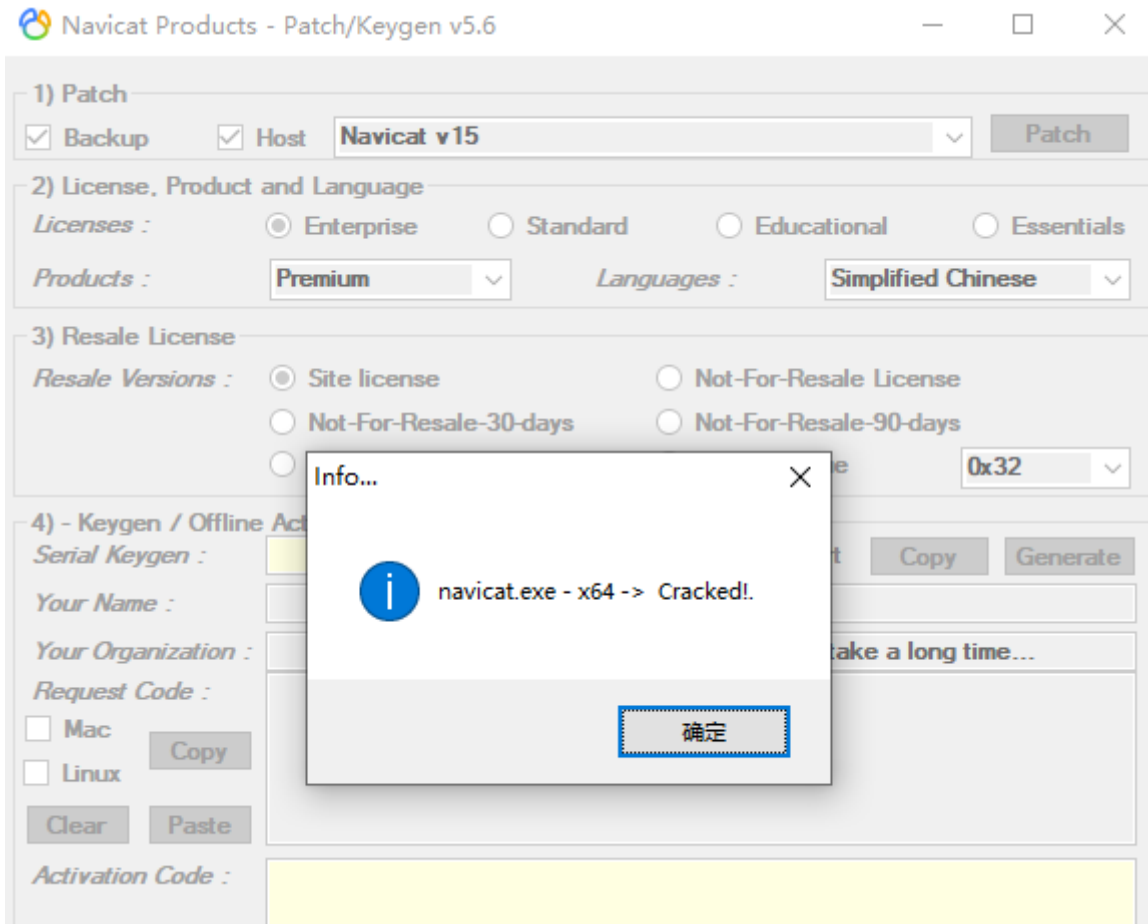 Navicat Products - Patch/Keygen v5.6
1) Patch
Backup Host Navicat v15 Patch
2) License, Product and Language
Licenses : Enterprise Standard Educational Essentials
Products : Premium Languages : Simplified Chinese
3) Resale License
Resale Versions : Site license Not-For-Resale License
Not-For-Resale-30-days Not-For-Resale-90-days
0x32
Info...
navicat.exe - x64 -> Cracked!.
确定
4) - Keygen / Offline
Serial Keygen : Copy Generate
Your Name :
Your Organization : take a long time...
Request Code :
Mac
Copy
Linux
Clear Paste
Activation Code :